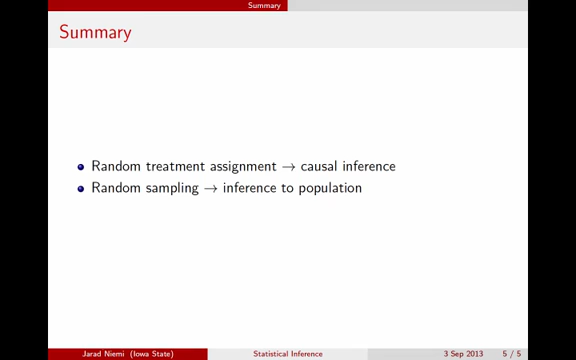 Summary
Summary
Random treatment assignment → causal inference
Random sampling → inference to population
Jarad Niemi (Iowa State) Statistical Inference 3 Sep 2013 5 / 5